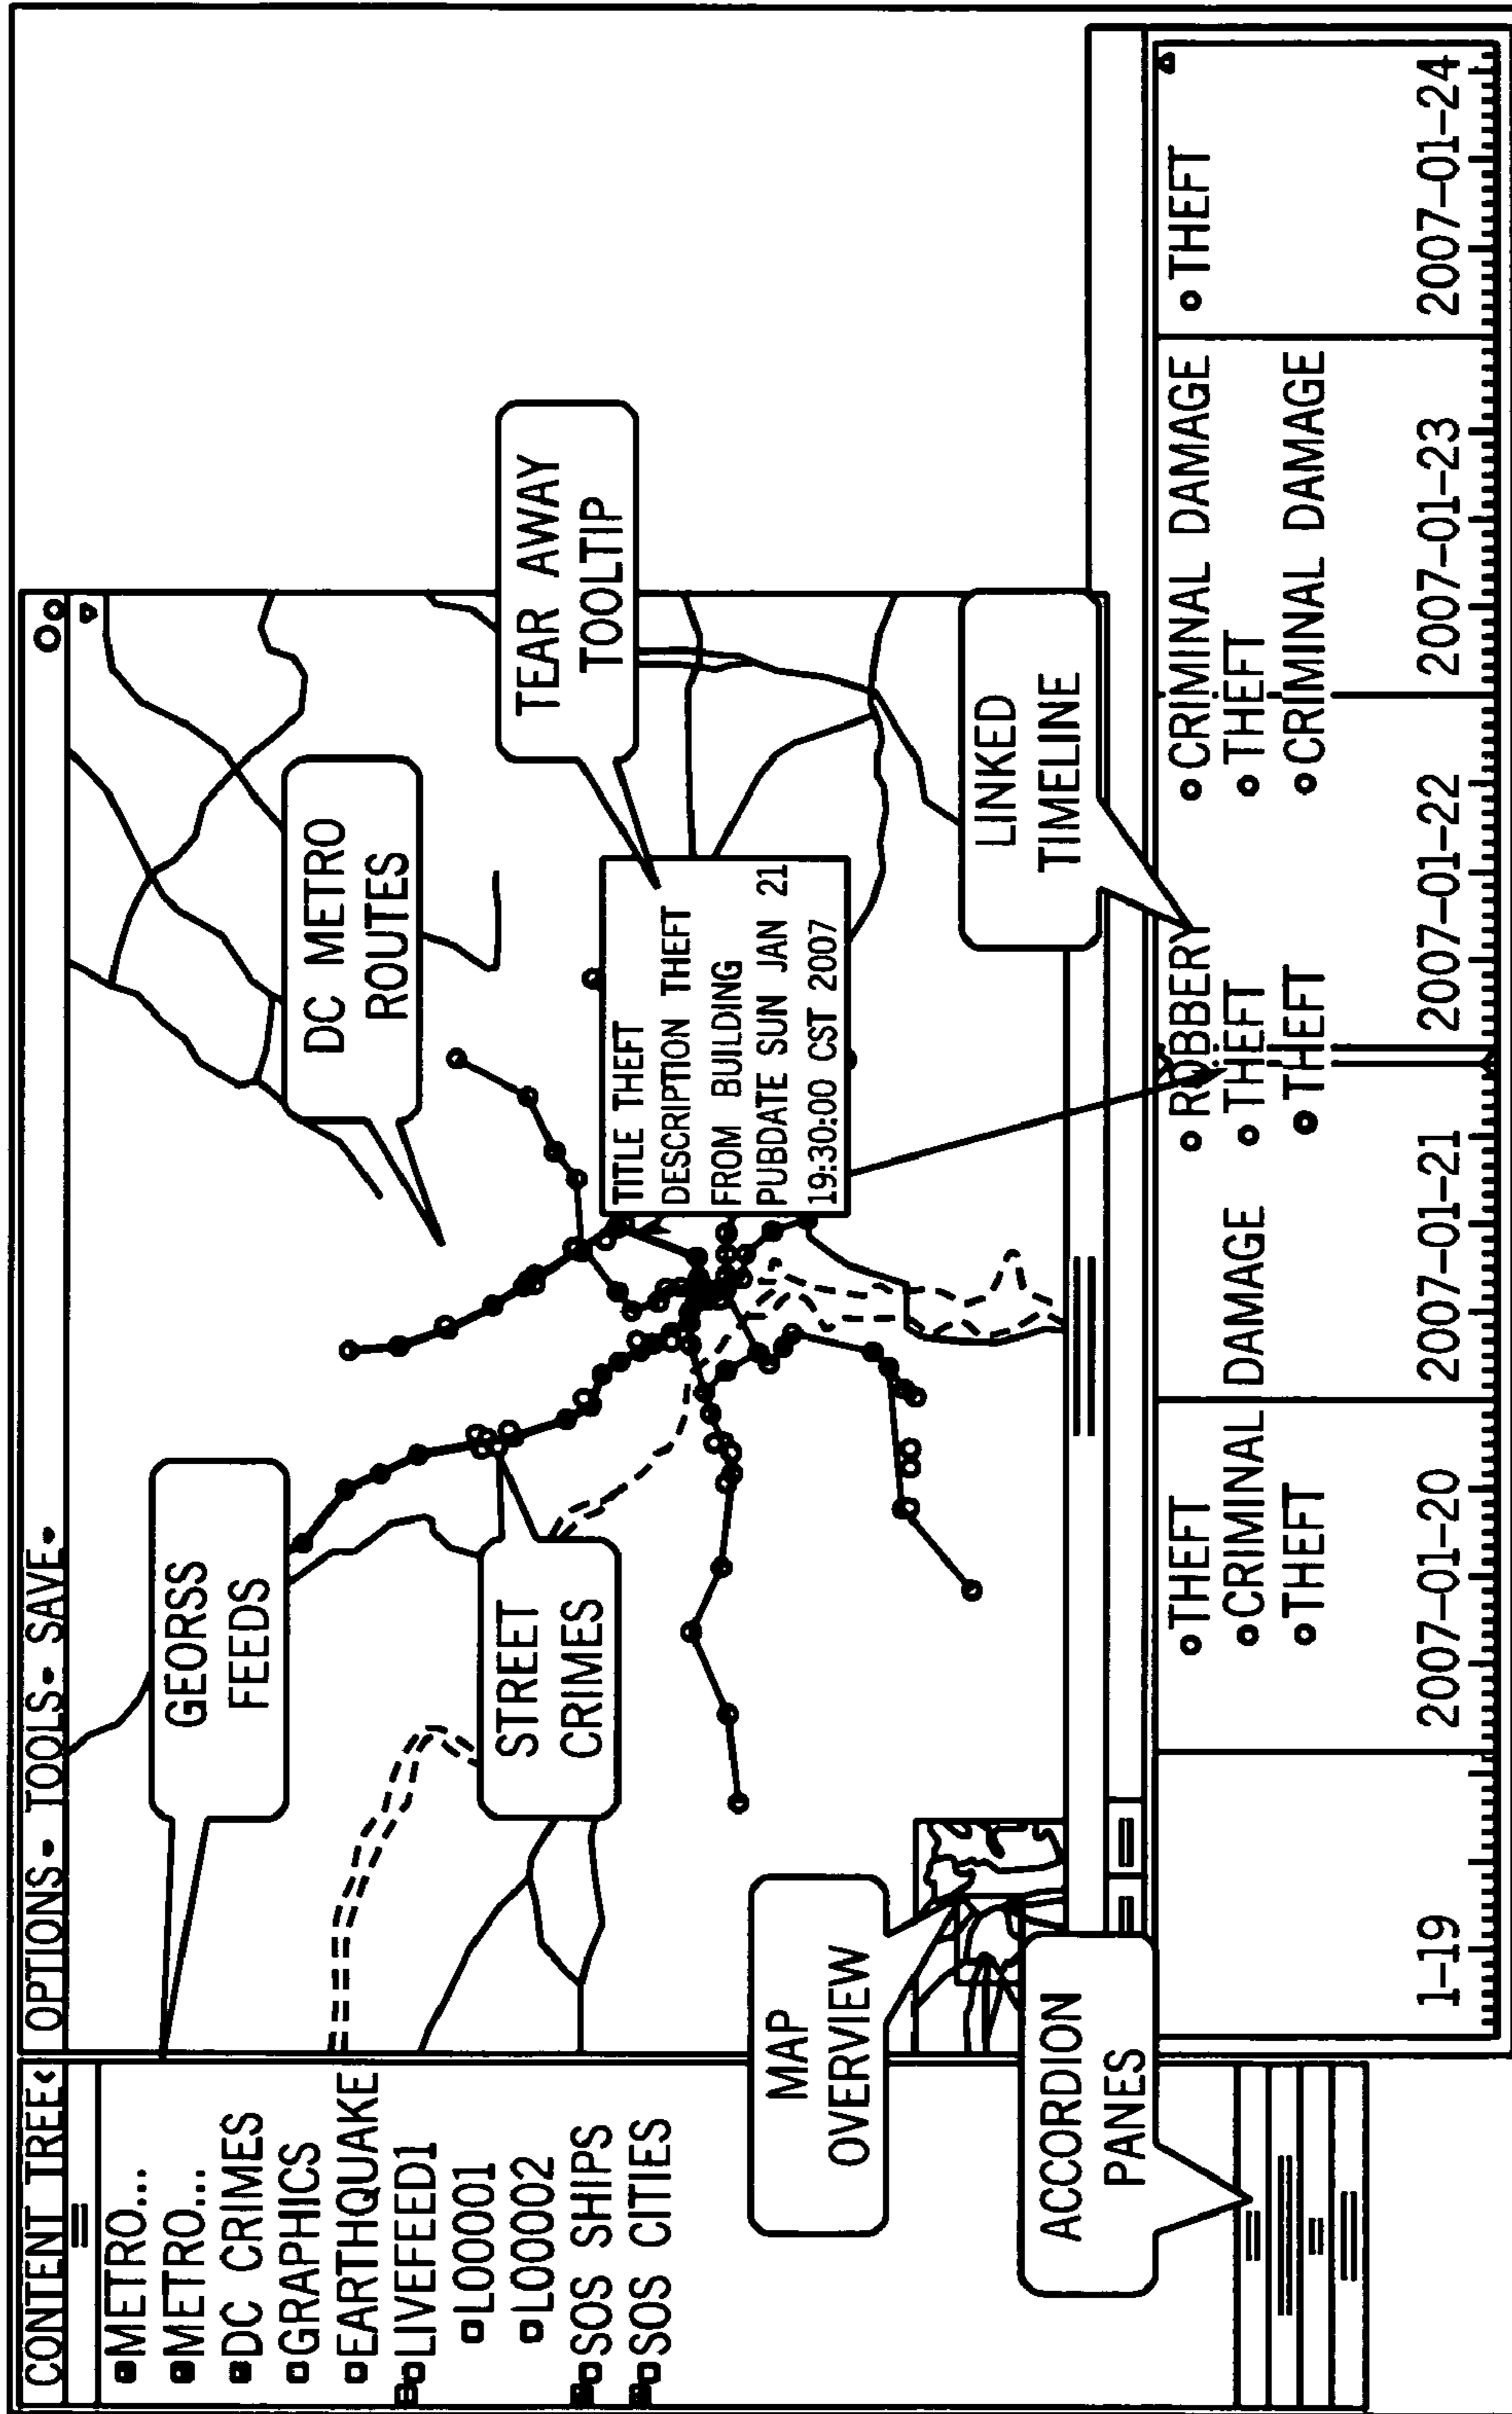 CONTENT TREE< OPTIONS• TOOLS• SAVE•
METRO...
METRO...
DC CRIMES
GRAPHICS
EARTHQUAKE
LIVEFEED1
L00001
L00002
SOS SHIPS
SOS CITIES
GEORSS
FEEDS
DC METRO
ROUTES
STREET
CRIMES
TEAR AWAY
TOOLTIP
TITLE THEFT
DESCRIPTION THEFT
FROM BUILDING
PUBDATE SUN JAN 21
19:30:00 CST 2007
MAP
OVERVIEW
LINKED
TIMELINE
ACCORDION
PANES
THEFT
CRIMINAL DAMAGE
THEFT
ROBBERY
THEFT
THEFT
CRIMINAL DAMAGE
THEFT
CRIMINAL DAMAGE
THEFT
1-19 2007-01-20 2007-01-21 2007-01-22 2007-01-23 2007-01-24